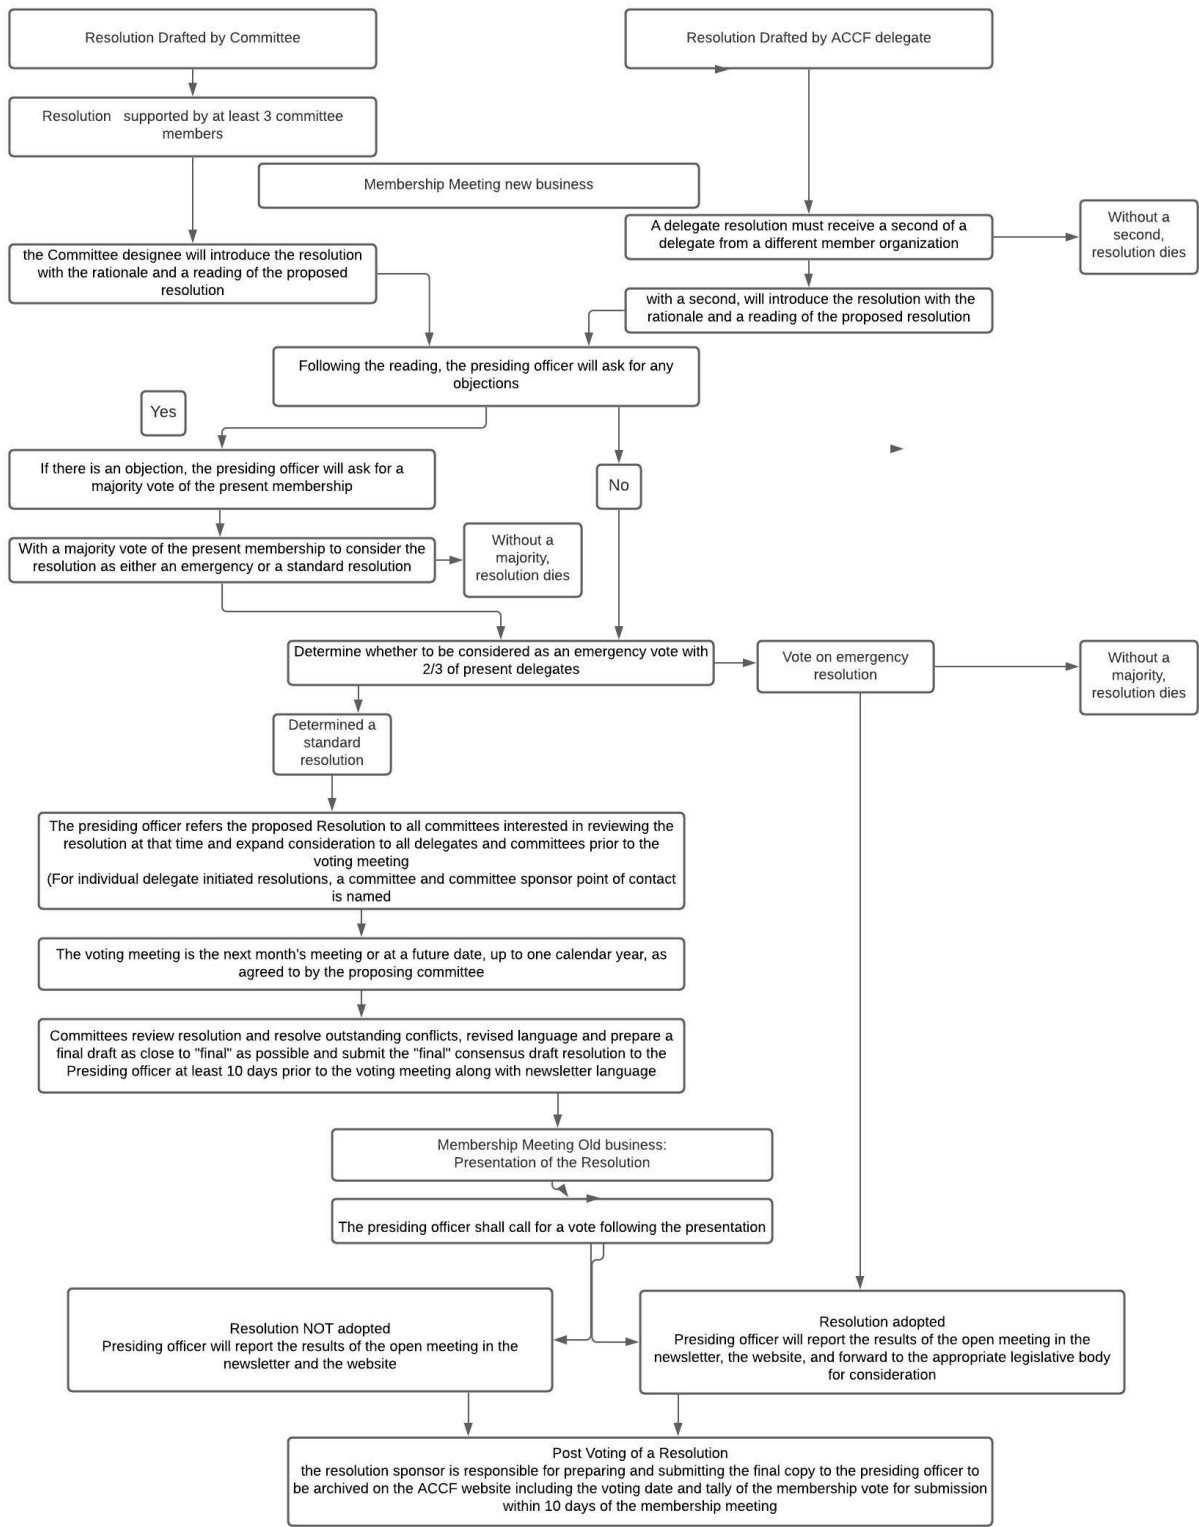 Resolution Drafted by Committee
Resolution Drafted by ACCF delegate
Resolution supported by at least 3 committee
members
Membership Meeting new business
A delegate resolution must receive a second of a
delegate from a different member organization
Without a
second,
resolution dies
the Committee designee will introduce the resolution
with the rationale and a reading of the proposed
resolution
with a second, will introduce the resolution with the
rationale and a reading of the proposed resolution
Following the reading, the presiding officer will ask for any
objections
Yes
If there is an objection, the presiding officer will ask for a
majority vote of the present membership
No
With a majority vote of the present membership to consider the
resolution as either an emergency or a standard resolution
Without a
majority,
resolution dies
Determine whether to be considered as an emergency vote with
2/3 of present delegates
Vote on emergency
resolution
Without a
majority,
resolution dies
Determined a
standard
resolution
The presiding officer refers the proposed Resolution to all committees interested in reviewing the
resolution at that time and expand consideration to all delegates and committees prior to the
voting meeting
(For individual delegate initiated resolutions, a committee and committee sponsor point of contact
is named
The voting meeting is the next month's meeting or at a future date, up to one calendar year, as
agreed to by the proposing committee
Committees review resolution and resolve outstanding conflicts, revised language and prepare a
final draft as close to "final" as possible and submit the "final" consensus draft resolution to the
Presiding officer at least 10 days prior to the voting meeting along with newsletter language
Membership Meeting Old business:
Presentation of the Resolution
The presiding officer shall call for a vote following the presentation
Resolution NOT adopted
Presiding officer will report the results of the open meeting in the
newsletter and the website
Resolution adopted
Presiding officer will report the results of the open meeting in the
newsletter, the website, and forward to the appropriate legislative body
for consideration
Post Voting of a Resolution
the resolution sponsor is responsible for preparing and submitting the final copy to the presiding officer to
be archived on the ACCF website including the voting date and tally of the membership vote for submission
within 10 days of the membership meeting